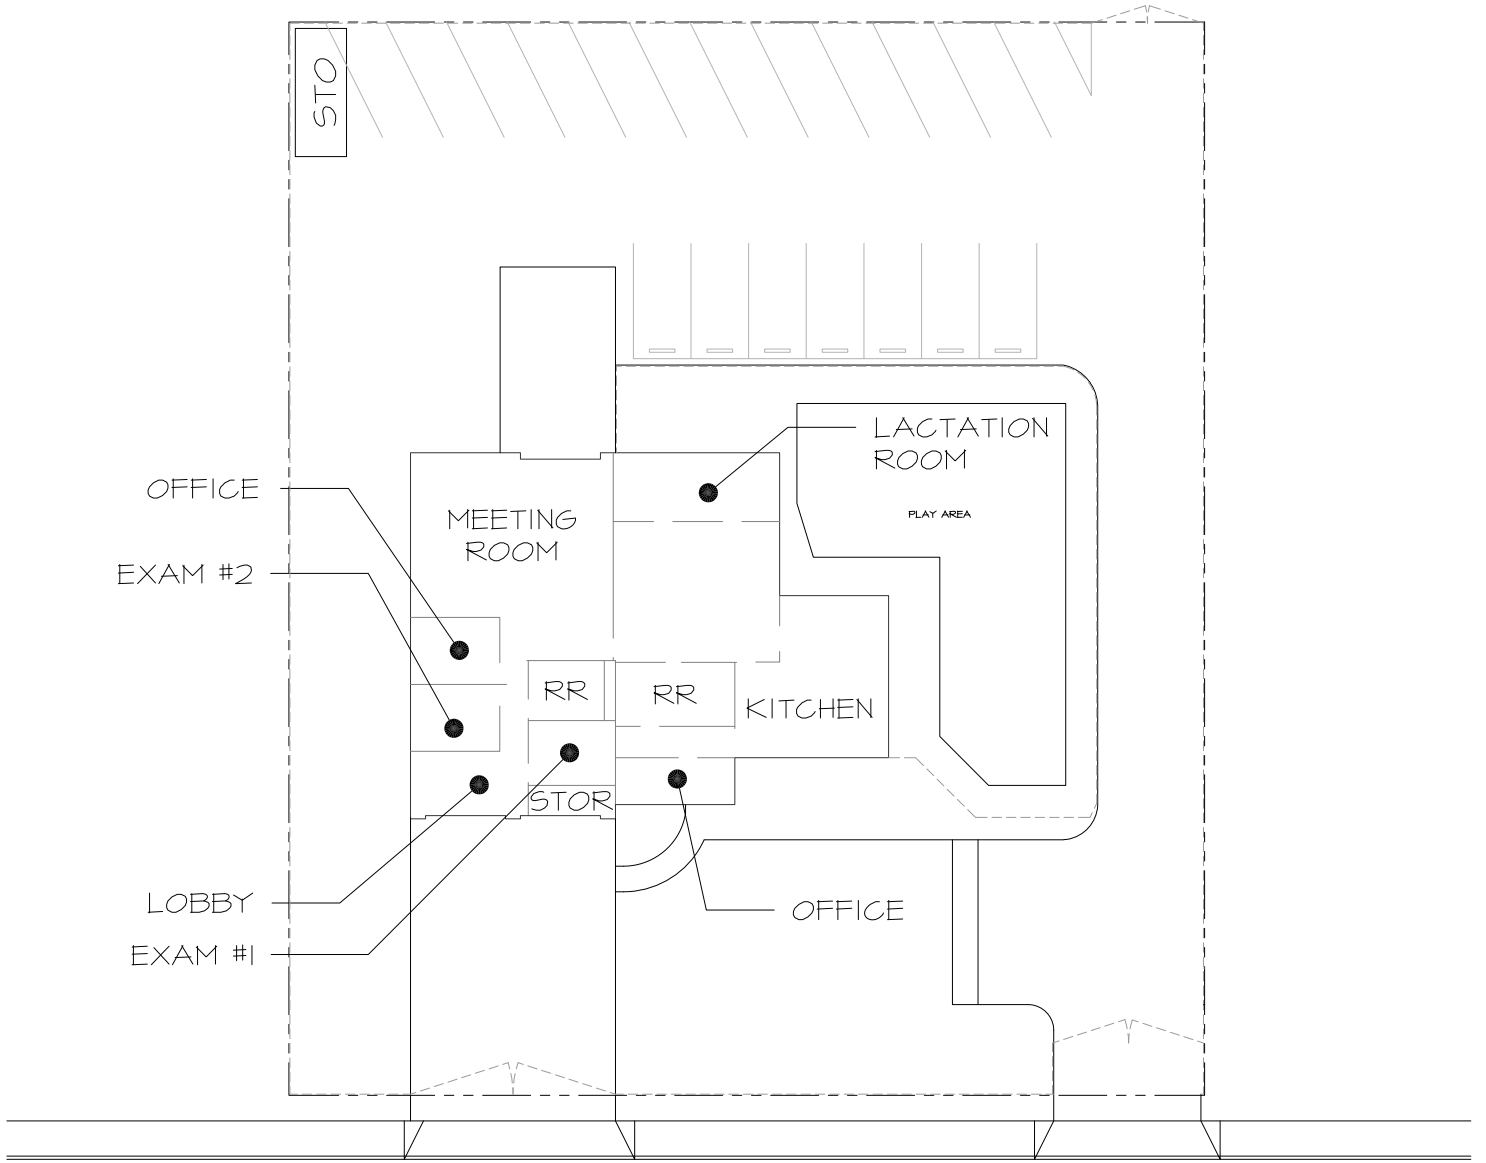 STO
LACTATION
ROOM
OFFICE
MEETING
ROOM
PLAY AREA
EXAM #2
RR
RR
KITCHEN
STOR
LOBBY
OFFICE
EXAM #1